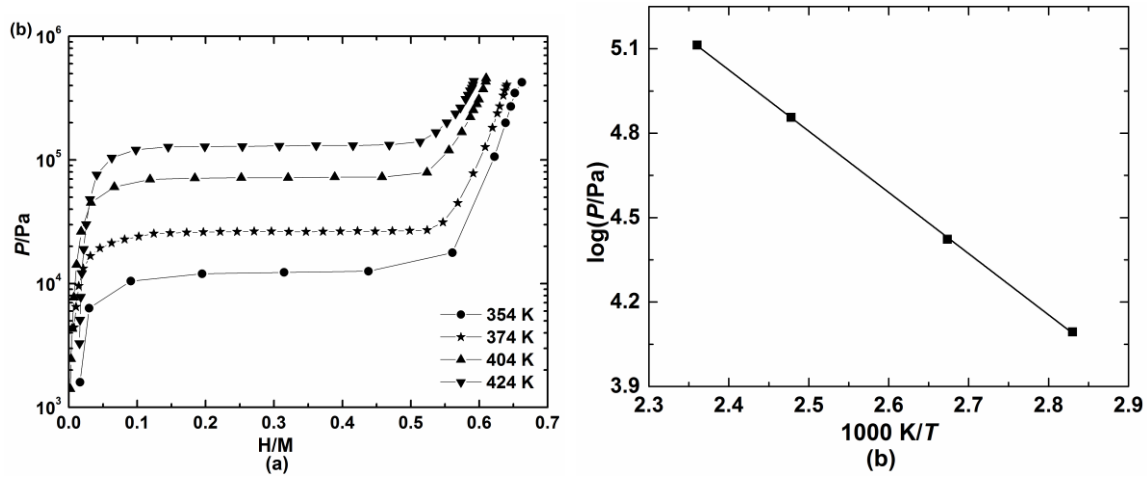 (b)
10^6
10^5
10^4
10^3
P/Pa
0.0 0.1 0.2 0.3 0.4 0.5 0.6 0.7
H/M
(a)
354 K
374 K
404 K
424 K
5.1
4.8
4.5
4.2
3.9
log(P/Pa)
2.3 2.4 2.5 2.6 2.7 2.8 2.9
1000 K/T
(b)